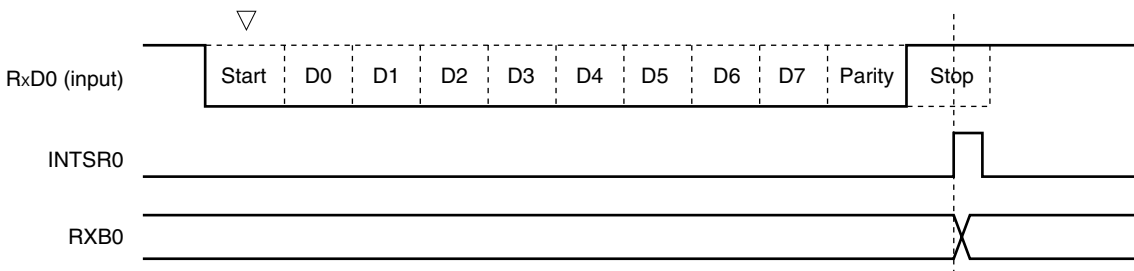 ▽
RxD0 (input) Start D0 D1 D2 D3 D4 D5 D6 D7 Parity Stop
INTSR0
RXB0